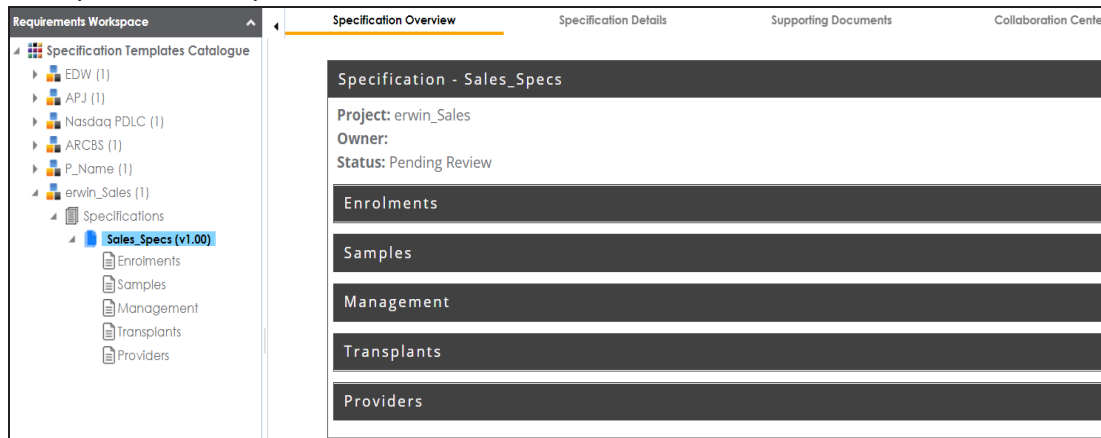 Requirements Workspace
Specification Templates Catalogue
EDW (1)
APJ (1)
Nasdaq PDLC (1)
ARCBS (1)
P_Name (1)
erwin_Sales (1)
Specifications
Sales_Specs (v1.00)
Enrolments
Samples
Management
Transplants
Providers
Specification Overview Specification Details Supporting Documents
Specification - Sales_Specs
Project: erwin_Sales
Owner:
Status: Pending Review
Enrolments
Samples
Management
Transplants
Providers